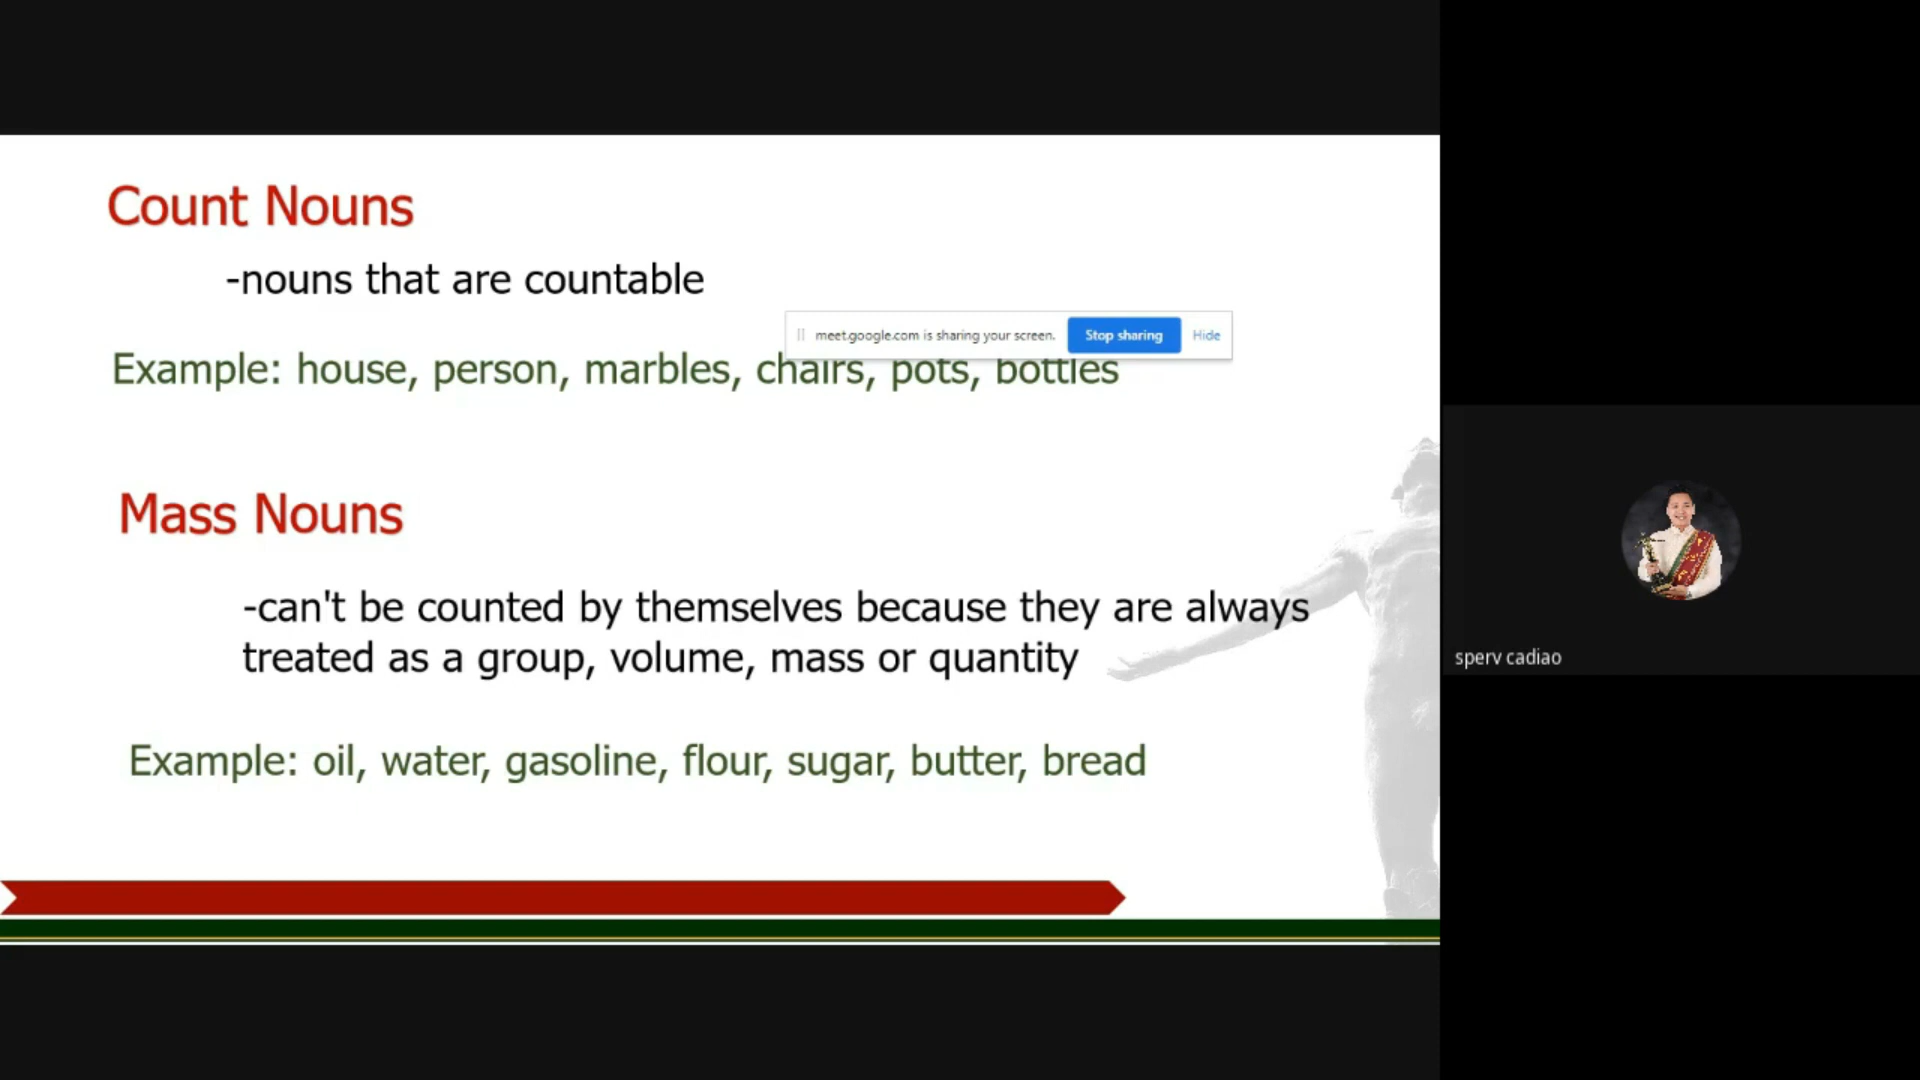 Count Nouns
-nouns that are countable
meet.google.com is sharing your screen. Stop sharing Hide
Example: house, person, marbles, chairs, pots, bottles
Mass Nouns
-can't be counted by themselves because they are always
treated as a group, volume, mass or quantity
sperv cadiao
Example: oil, water, gasoline, flour, sugar, butter, bread